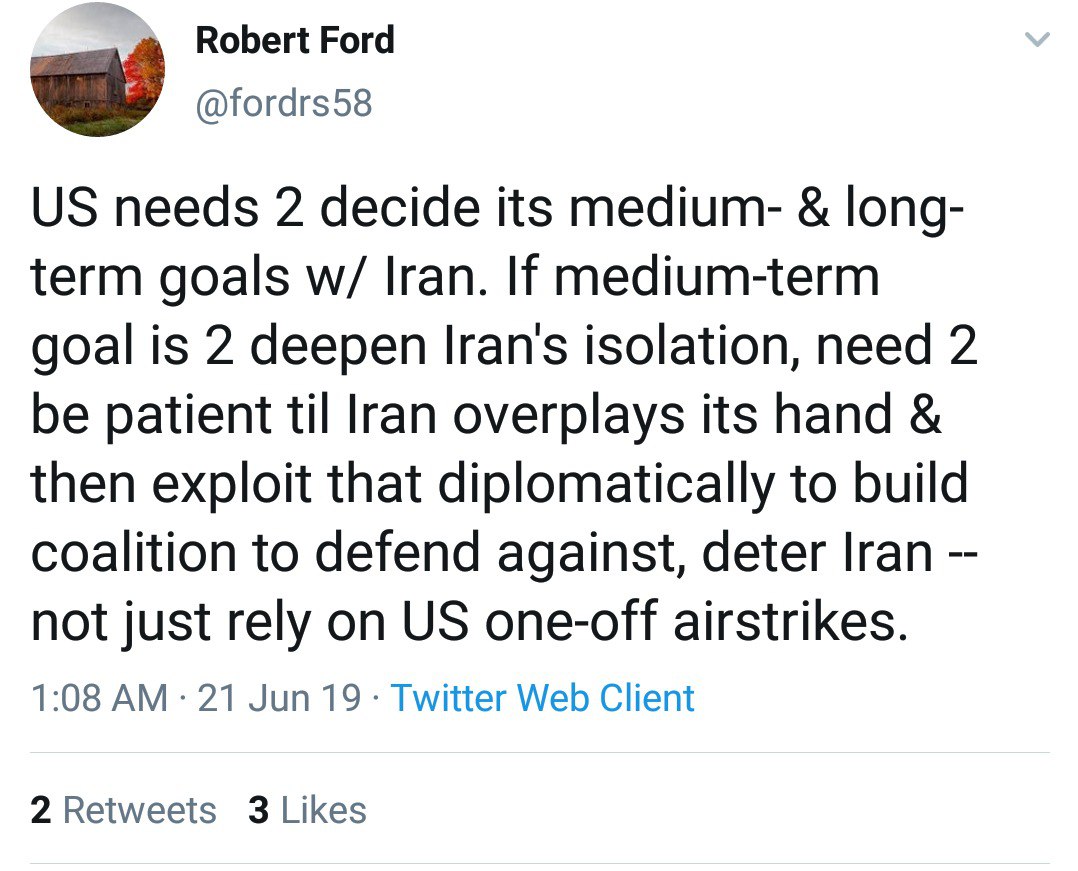 Robert Ford
@fordrs58
US needs 2 decide its medium- & long-
term goals w/ Iran. If medium-term
goal is 2 deepen Iran's isolation, need 2
be patient til Iran overplays its hand &
then exploit that diplomatically to build
coalition to defend against, deter Iran --
not just rely on US one-off airstrikes.
1:08 AM · 21 Jun 19 · Twitter Web Client
2 Retweets 3 Likes